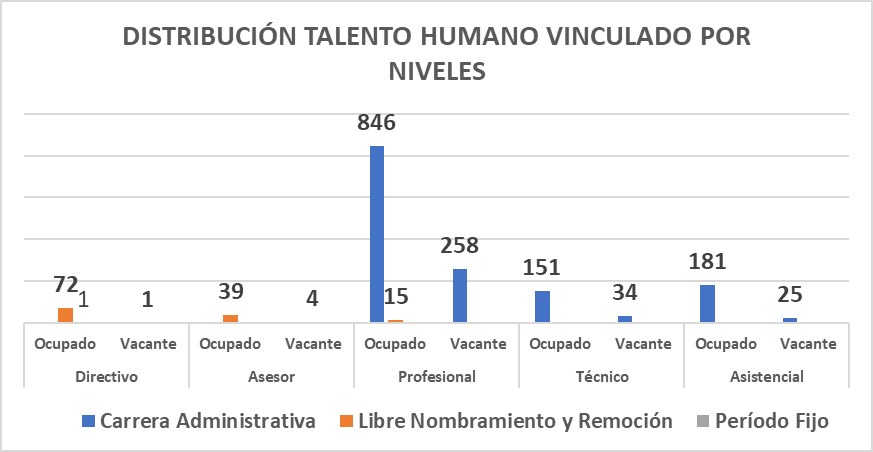 DISTRIBUCIÓN TALENTO HUMANO VINCULADO POR
NIVELES
846
258
181
151
72
39
34
25
15
1
1
4
Ocupado Vacante Ocupado Vacante Ocupado Vacante Ocupado Vacante Ocupado Vacante
Directivo Asesor Profesional Técnico Asistencial
Carrera Administrativa Libre Nombramiento y Remoción Período Fijo